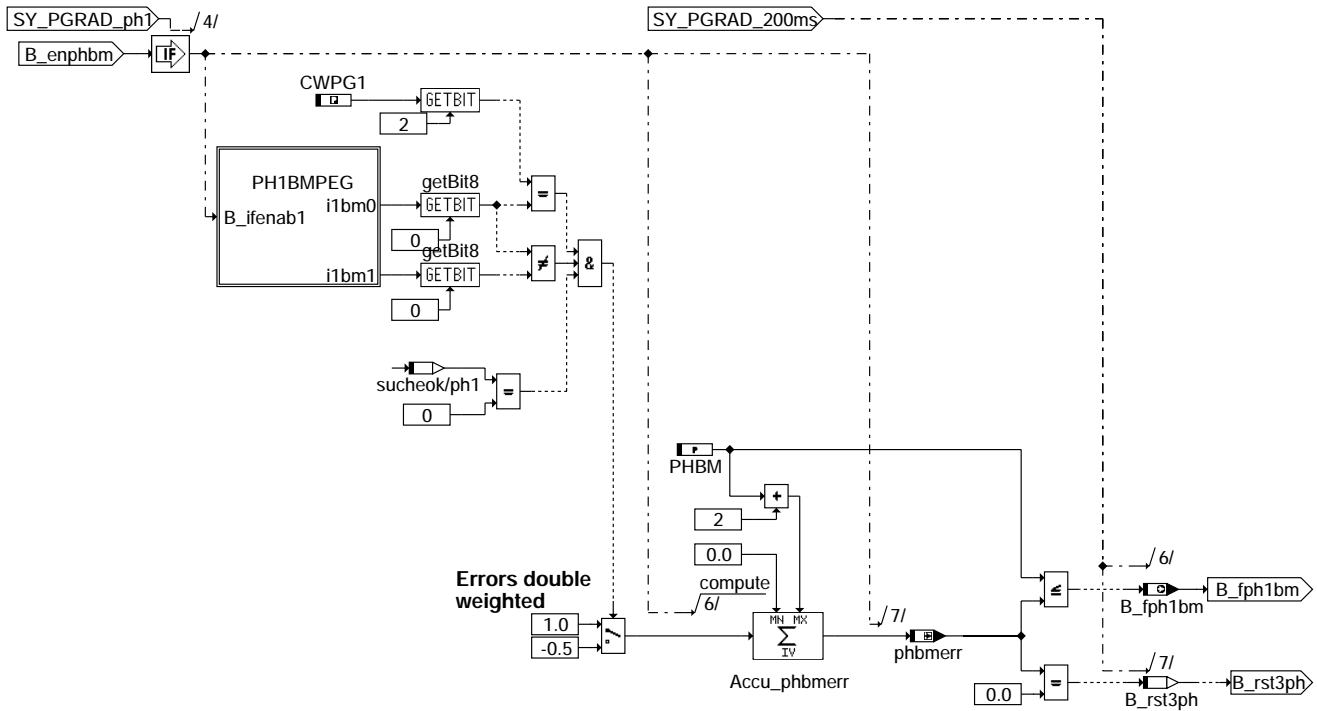 SY_PGRAD_ph1
/4/
SY_PGRAD_200ms
B_enphbm
IF
CWPG1
GETBIT
2
PH1BMPEG
B_ifenab1
i1bm0
getBit8
GETBIT
=
0
getBit8
≠
&
i1bm1
GETBIT
0
sucheok/ph1
=
0
P
PHBM
+
2
0.0
compute
/6/
Errors double
weighted
1.0
-0.5
MN MX
Σ
IV
Accu_phbmerr
/7/
phbmerr
/6/
≤
B_fph1bm
B_fph1bm
/7/
=
0.0
B_rst3ph
B_rst3ph